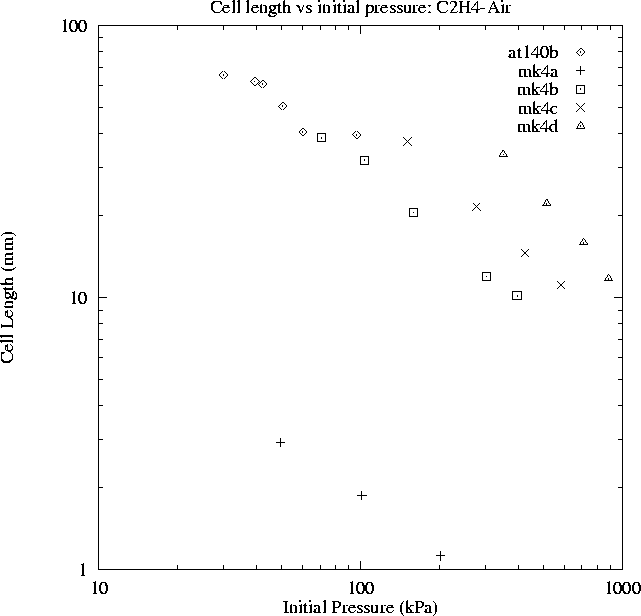 Cell length vs initial pressure: C2H4-Air
100
at140b
mk4a
mk4b
mk4c
mk4d
Cell Length (mm)
10
1
10
100
1000
Initial Pressure (kPa)